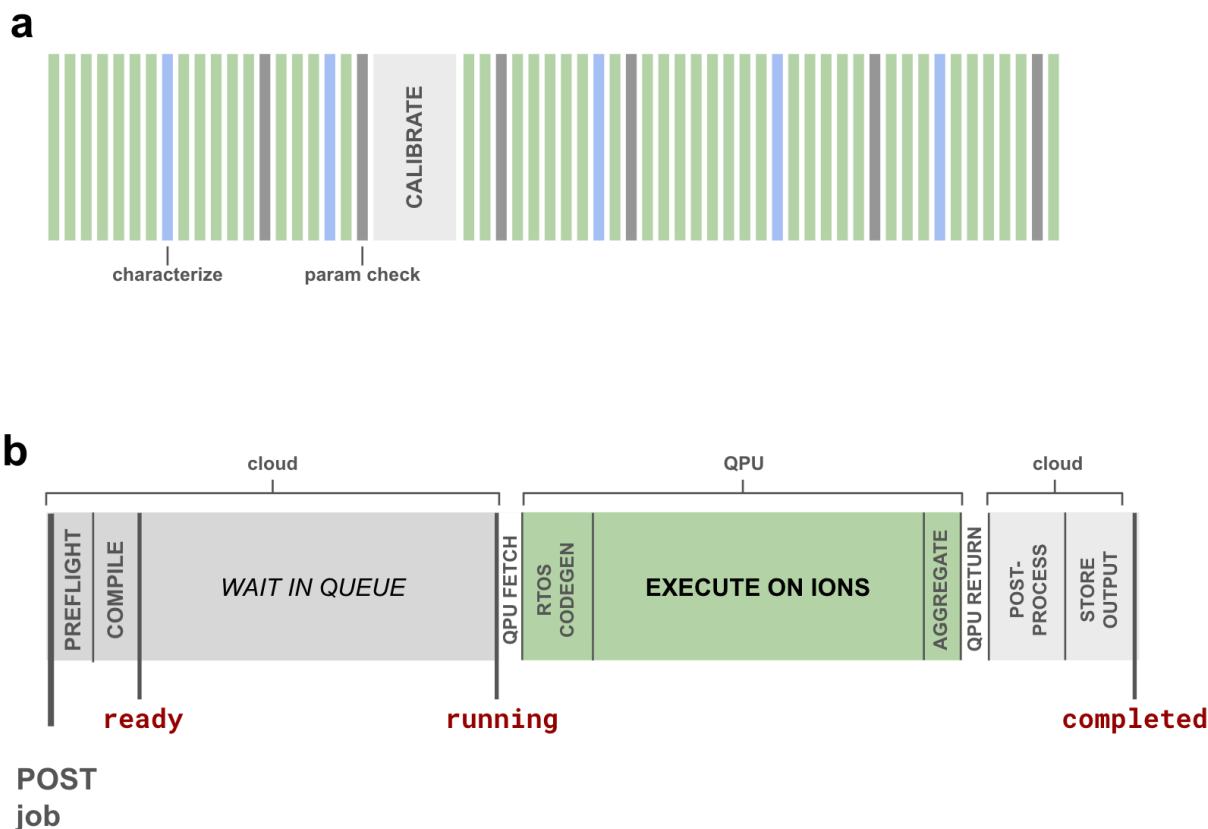 a
CALIBRATE
characterize
param check
b
cloud
QPU
cloud
PREFLIGHT
COMPILE
WAIT IN QUEUE
QPU FETCH
RTOS
CODEGEN
EXECUTE ON IONS
AGGREGATE
QPU RETURN
POST-
PROCESS
STORE
OUTPUT
ready
running
completed
POST
job